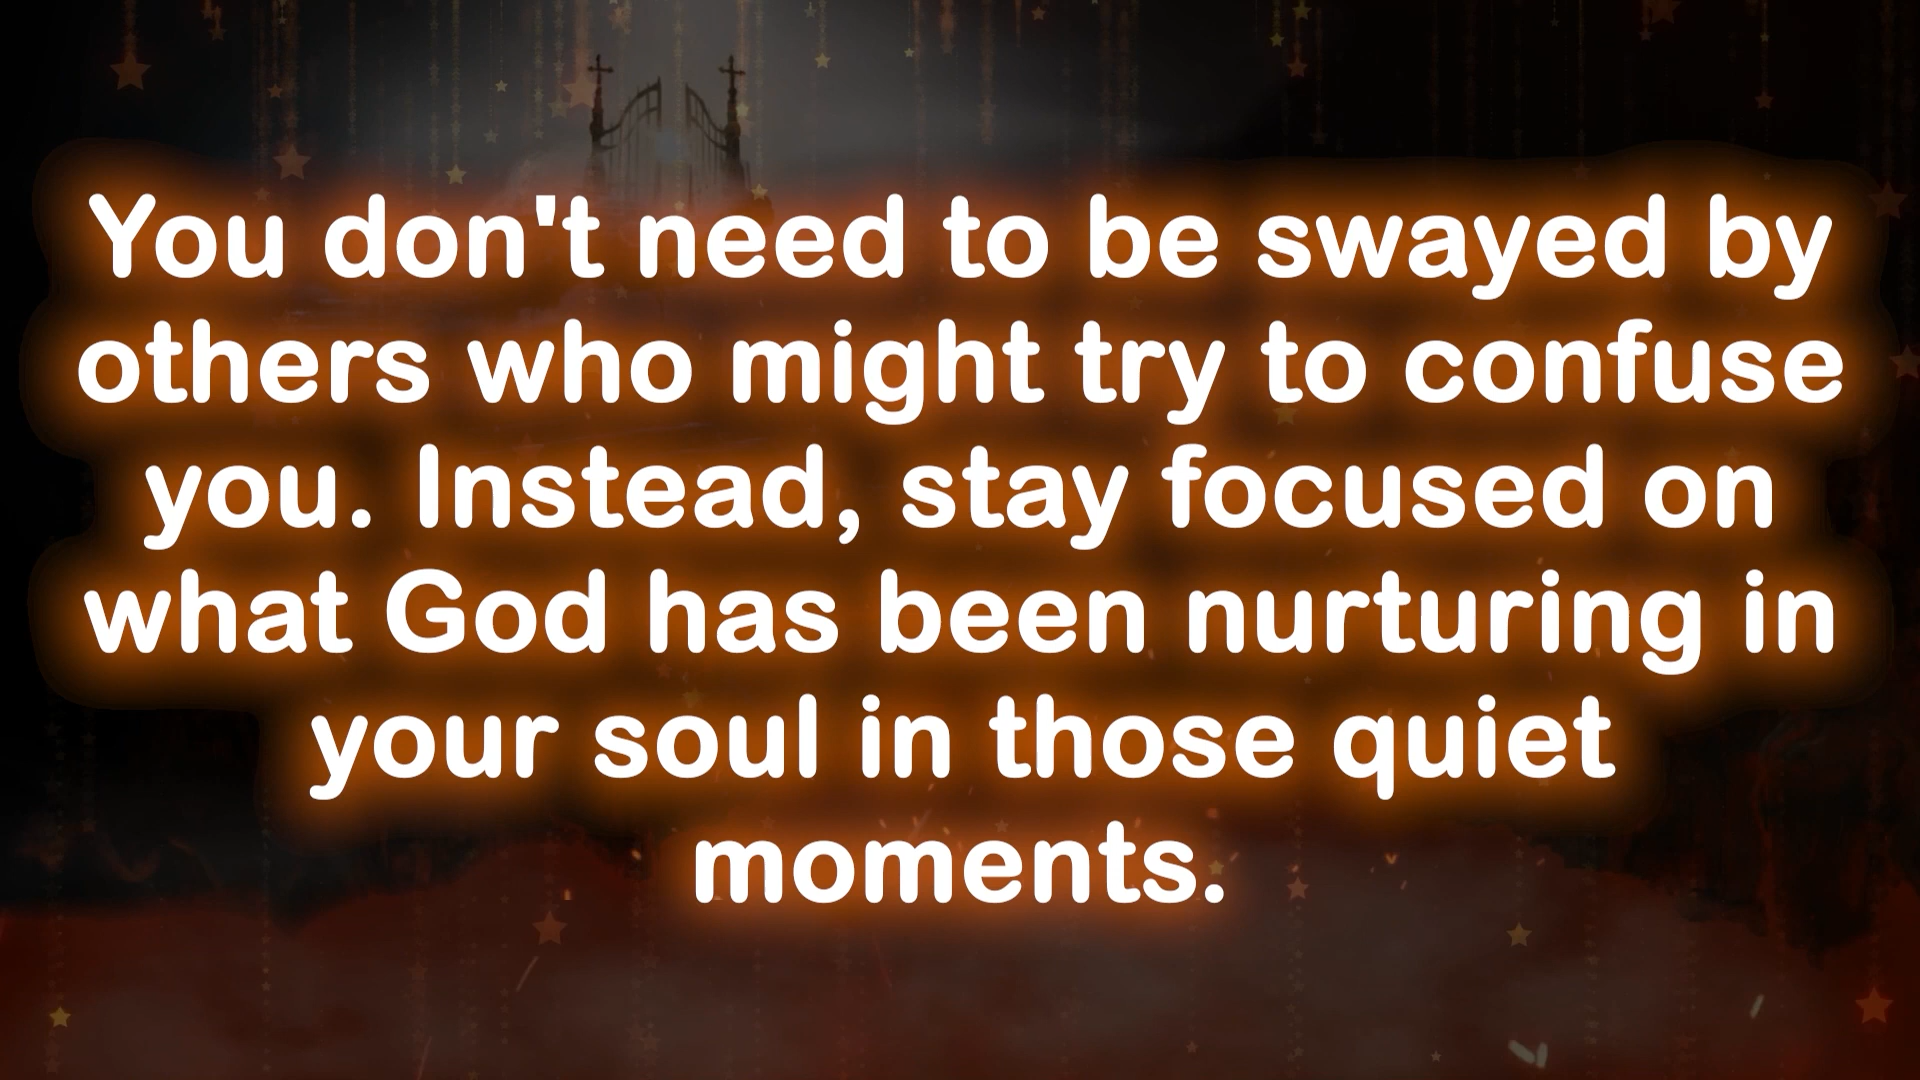 You don't need to be swayed by
others who might try to confuse
you. Instead, stay focused on
what God has been nurturing in
your soul in those quiet
moments.